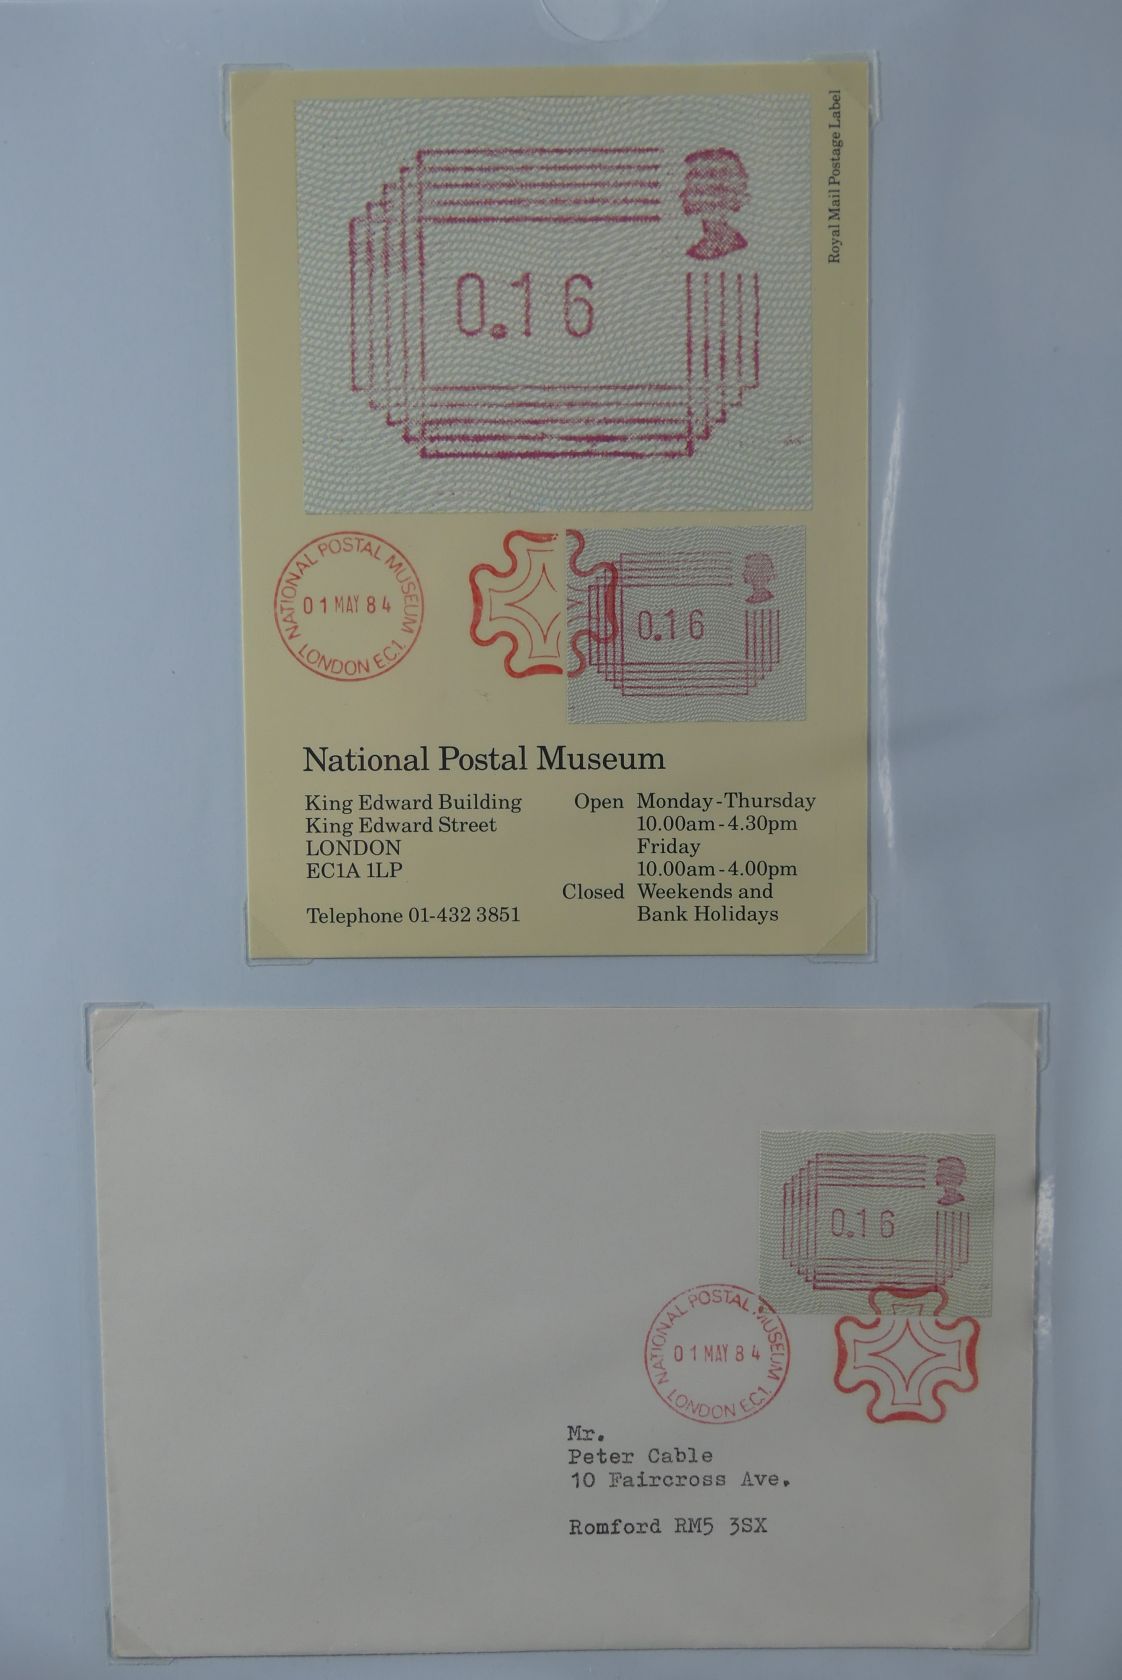 Royal Mail Postage Label
0.16
NATIONAL POSTAL MUSEUM
01 MAY 84
LONDON EC1.
0.16
National Postal Museum
King Edward Building
King Edward Street
LONDON
EC1A 1LP
Telephone 01-432 3851
Open Monday-Thursday
10.00am-4.30pm
Friday
10.00am-4.00pm
Closed Weekends and
Bank Holidays
0.16
NATIONAL POSTAL MUSEUM
01 MAY 84
LONDON EC1.
Mr.
Peter Cable
10 Faircross Ave.
Romford RM5 3SX